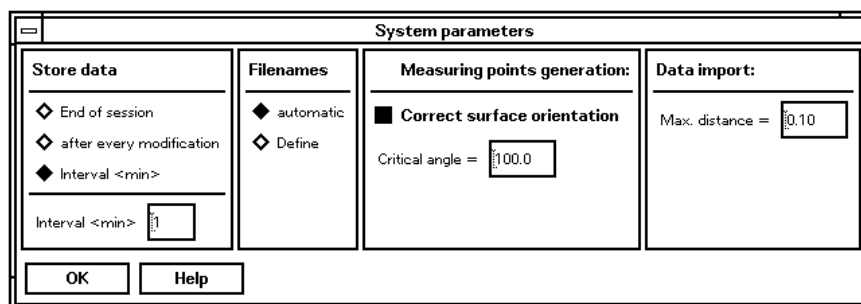 System parameters
Store data
End of session
after every modification
Interval <min>
Interval <min> 1
Filenames
automatic
Define
Measuring points generation:
Correct surface orientation
Critical angle = 100.0
Data import:
Max. distance = 0.10
OK
Help